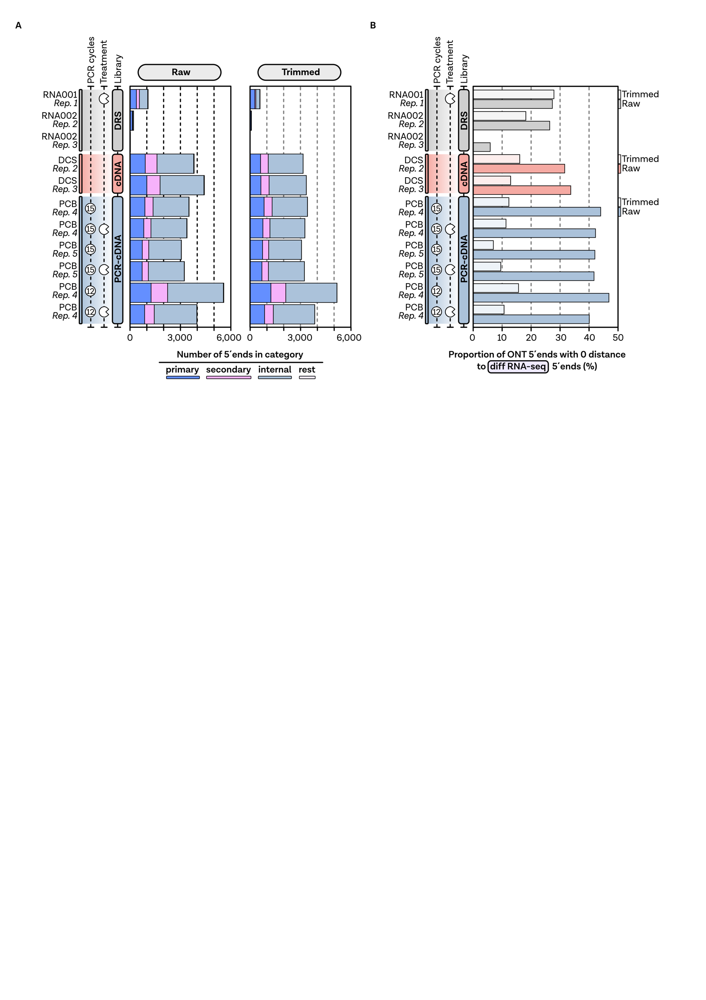 A
PCR cycles
Treatment
Library
Raw
Trimmed
RNA001
Rep. 1
RNA002
Rep. 2
RNA002
Rep. 3
DCS
Rep. 2
DCS
Rep. 3
PCB
Rep. 4
PCB
Rep. 4
PCB
Rep. 5
PCB
Rep. 5
PCB
Rep. 4
PCB
Rep. 4
15
15
15
15
12
12
DRS
cDNA
PCR-cDNA
0 3,000 6,000
0 3,000 6,000
Number of 5´ends in category
primary secondary internal rest
B
PCR cycles
Treatment
Library
RNA001
Rep. 1
RNA002
Rep. 2
RNA002
Rep. 3
DCS
Rep. 2
DCS
Rep. 3
PCB
Rep. 4
PCB
Rep. 4
PCB
Rep. 5
PCB
Rep. 5
PCB
Rep. 4
PCB
Rep. 4
15
15
15
15
12
12
DRS
cDNA
PCR-cDNA
Trimmed
Raw
Trimmed
Raw
Trimmed
Raw
0 10 20 30 40 50
Proportion of ONT 5´ends with 0 distance
to diff RNA-seq 5´ends (%)